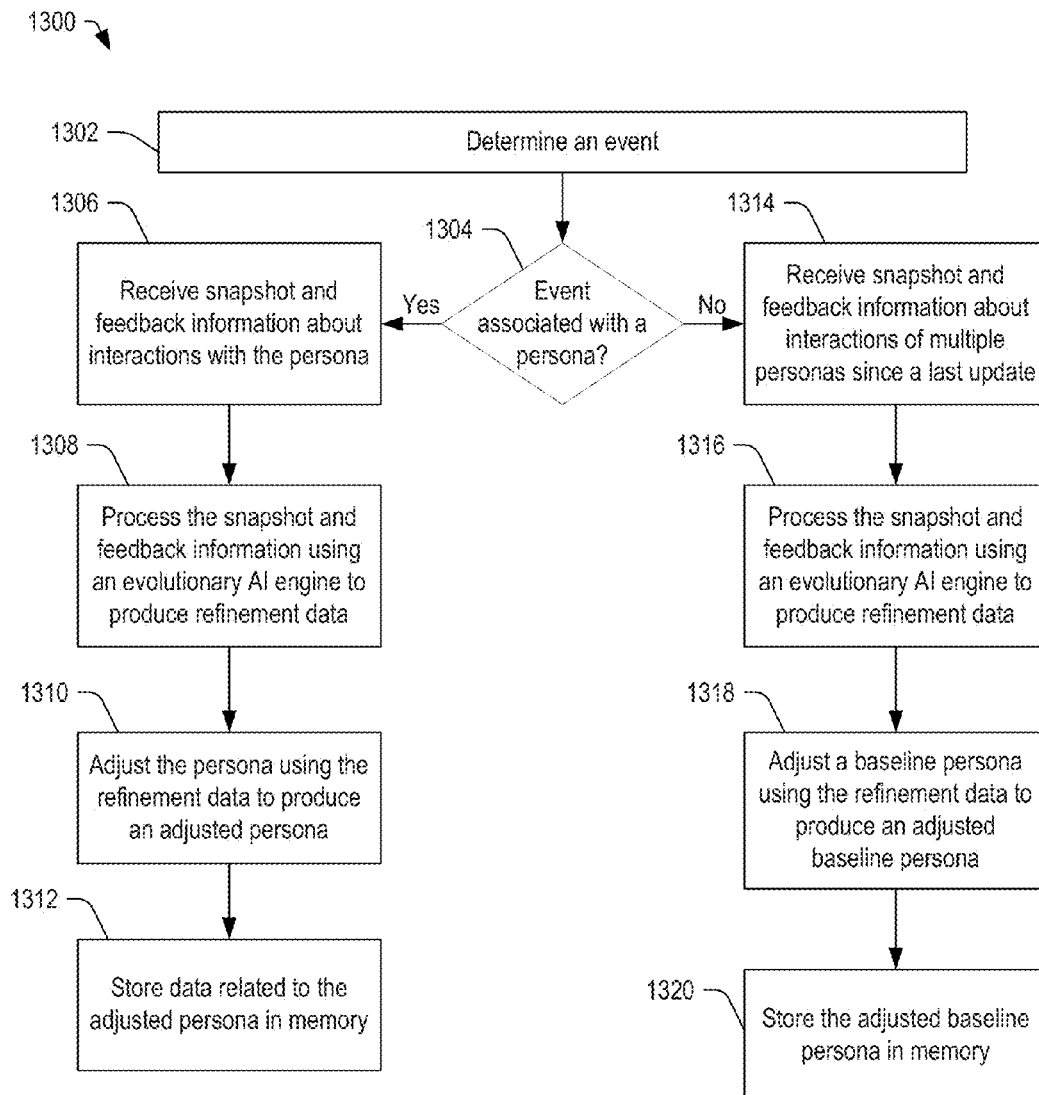 1300
1302
Determine an event
1306
1304
1314
Receive snapshot and
feedback information about
interactions with the persona
Yes
Event
associated with a
persona?
No
Receive snapshot and
feedback information about
interactions of multiple
personas since a last update
1308
Process the snapshot and
feedback information using
an evolutionary AI engine to
produce refinement data
1316
Process the snapshot and
feedback information using
an evolutionary AI engine to
produce refinement data
1310
Adjust the persona using the
refinement data to produce
an adjusted persona
1318
Adjust a baseline persona
using the refinement data to
produce an adjusted
baseline persona
1312
Store data related to the
adjusted persona in memory
1320
Store the adjusted baseline
persona in memory